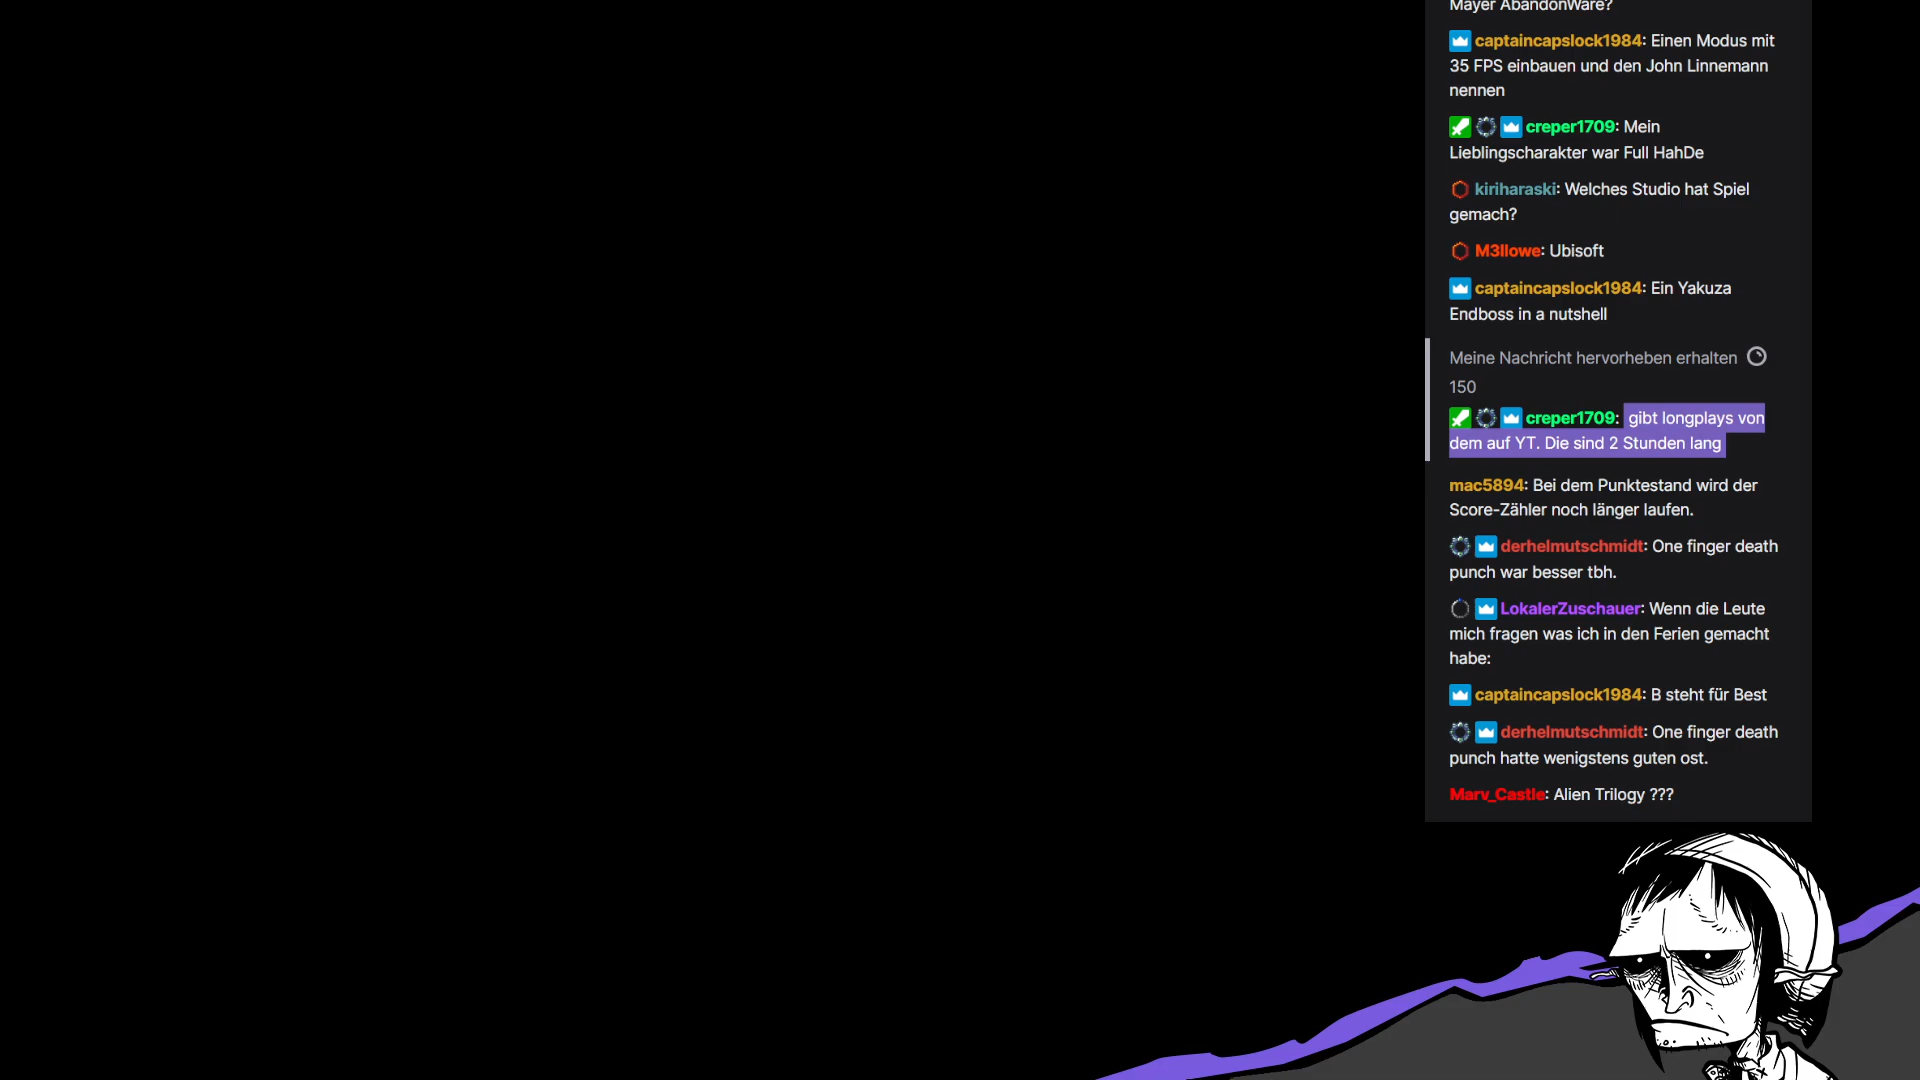 Mayer AbandonWare?
captaincapslock1984: Einen Modus mit
35 FPS einbauen und den John Linnemann
nennen
creper1709: Mein
Lieblingscharakter war Full HahDe
kiriharaski: Welches Studio hat Spiel
gemach?
M3llowe: Ubisoft
captaincapslock1984: Ein Yakuza
Endboss in a nutshell
Meine Nachricht hervorheben erhalten
150
creper1709: gibt longplays von
dem auf YT. Die sind 2 Stunden lang
mac5894: Bei dem Punktestand wird der
Score-Zähler noch länger laufen.
derhelmutschmidt: One finger death
punch war besser tbh.
LokalerZuschauer: Wenn die Leute
mich fragen was ich in den Ferien gemacht
habe:
captaincapslock1984: B steht für Best
derhelmutschmidt: One finger death
punch hatte wenigstens guten ost.
Marv_Castle: Alien Trilogy ???